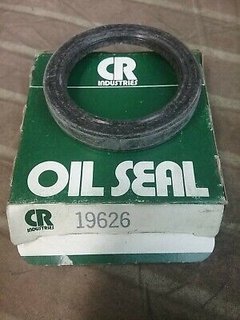 CR
INDUSTRIES
OIL SEAL
CR
INDUSTRIES
19626